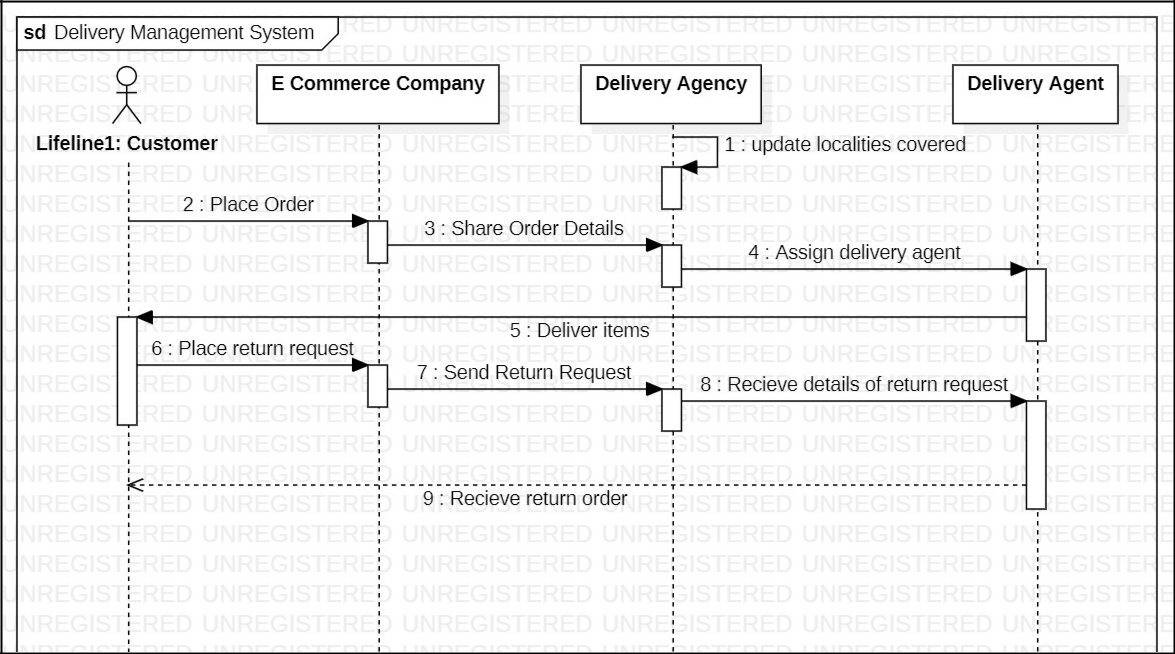 sd Delivery Management System
E Commerce Company
Delivery Agency
Delivery Agent
Lifeline1: Customer
1 : update localities covered
2 : Place Order
3 : Share Order Details
4 : Assign delivery agent
5 : Deliver items
6 : Place return request
7 : Send Return Request
8 : Recieve details of return request
9 : Recieve return order
UNREGISTERED